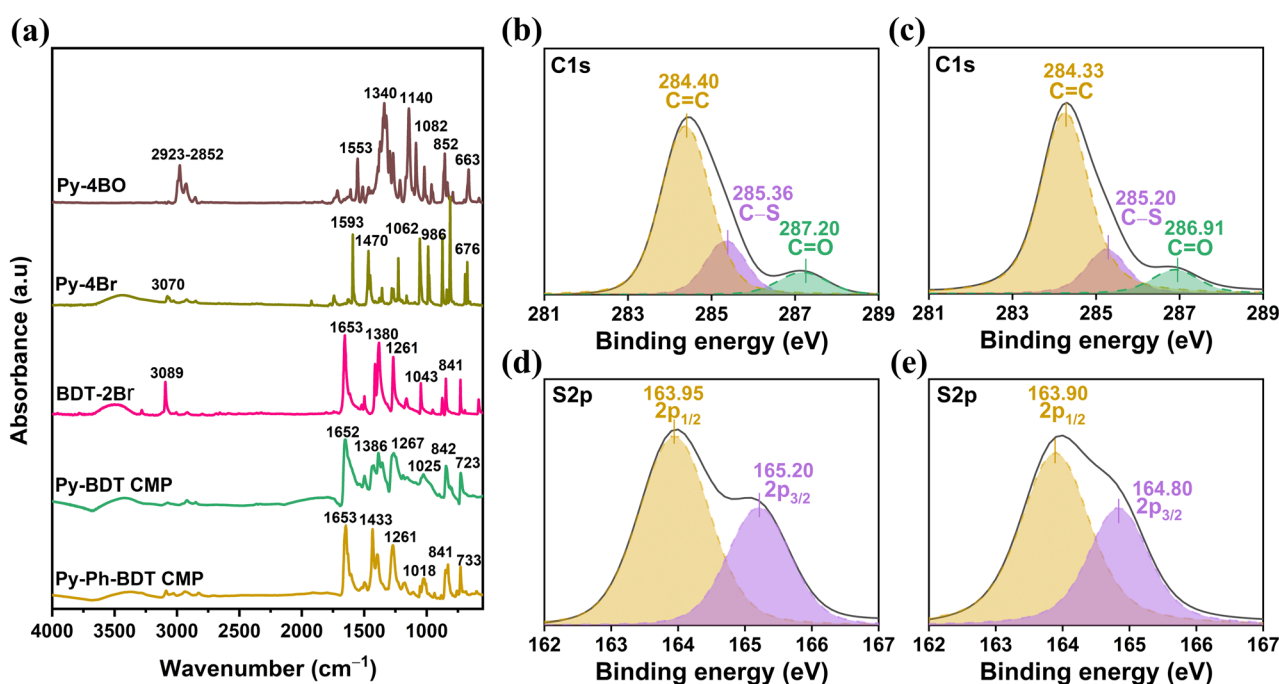 (a)
Absorbance (a.u)
Py-4BO
2923-2852
1553
1340
1140
1082
852
663
Py-4Br
3070
1593
1470
1062
986
676
BDT-2Br
3089
1653
1380
1261
1043
841
Py-BDT CMP
1652
1386
1267
1025
842
723
Py-Ph-BDT CMP
1653
1433
1261
1018
841
733
4000 3500 3000 2500 2000 1500 1000
Wavenumber (cm⁻¹)
(b)
C1s
284.40
C=C
285.36
C–S
287.20
C=O
281 283 285 287 289
Binding energy (eV)
(c)
C1s
284.33
C=C
285.20
C–S
286.91
C=O
281 283 285 287 289
Binding energy (eV)
(d)
S2p
163.95
2p1/2
165.20
2p3/2
162 163 164 165 166 167
Binding energy (eV)
(e)
S2p
163.90
2p1/2
164.80
2p3/2
162 163 164 165 166 167
Binding energy (eV)